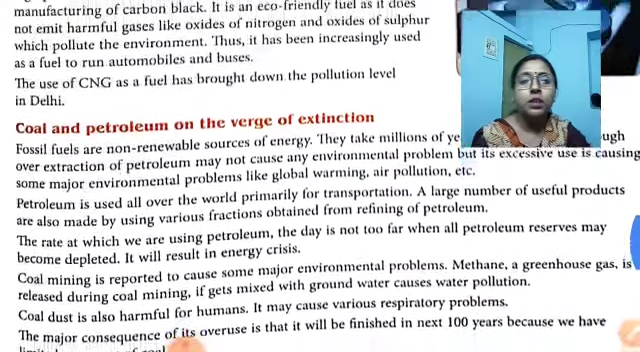 manufacturing of carbon black. It is an eco-friendly fuel as it does
not emit harmful gases like oxides of nitrogen and oxides of sulphur
which pollute the environment. Thus, it has been increasingly used
as a fuel to run automobiles and buses.
The use of CNG as a fuel has brought down the pollution level
in Delhi.
Coal and petroleum on the verge of extinction
Fossil fuels are non-renewable sources of energy. They take millions of
over extraction of petroleum may not cause any environmental problem but its excessive use is causing
some major environmental problems like global warming, air pollution, etc.
Petroleum is used all over the world primarily for transportation. A large number of useful products
are also made by using various fractions obtained from refining of petroleum.
The rate at which we are using petroleum, the day is not too far when all petroleum reserves may
become depleted. It will result in energy crisis.
Coal mining is reported to cause some major environmental problems. Methane, a greenhouse gas, is
released during coal mining, if gets mixed with ground water causes water pollution.
Coal dust is also harmful for humans. It may cause various respiratory problems.
The major consequence of its overuse is that it will be finished in next 100 years because we have